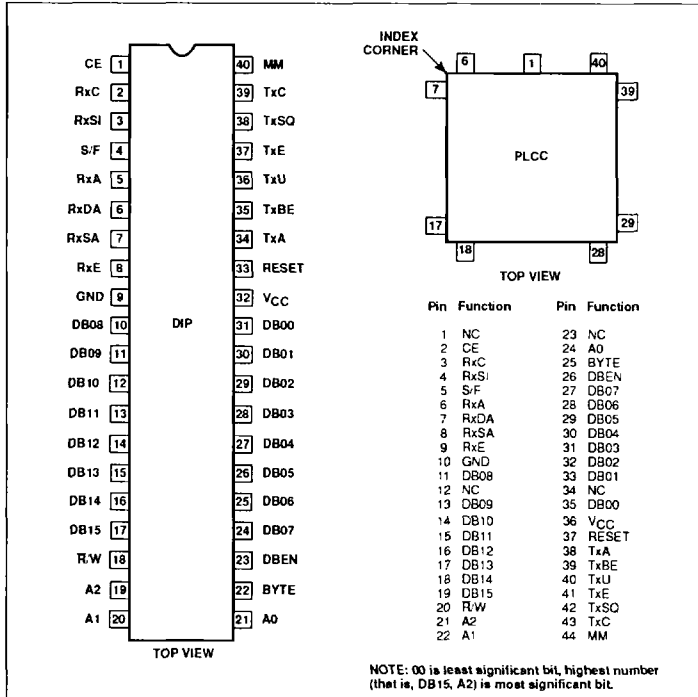 CE 1 40 MM
RxC 2 39 TxC
RxSI 3 38 TxSQ
S/F 4 37 TxE
RxA 5 36 TxU
RxDA 6 35 TxBE
RxSA 7 34 TxA
RxE 8 33 RESET
GND 9 32 VCC
DB08 10 DIP 31 DB00
DB09 11 30 DB01
DB10 12 29 DB02
DB11 13 28 DB03
DB12 14 27 DB04
DB13 15 26 DB05
DB14 16 25 DB06
DB15 17 24 DB07
R̅/W 18 23 DBEN
A2 19 22 BYTE
A1 20 21 A0
TOP VIEW
INDEX
CORNER
6 1 40
7 39
PLCC
17 29
18 28
TOP VIEW
Pin Function Pin Function
1 NC 23 NC
2 CE 24 A0
3 RxC 25 BYTE
4 RxSI 26 DBEN
5 S/F 27 DB07
6 RxA 28 DB06
7 RxDA 29 DB05
8 RxSA 30 DB04
9 RxE 31 DB03
10 GND 32 DB02
11 DB08 33 DB01
12 NC 34 NC
13 DB09 35 DB00
14 DB10 36 VCC
15 DB11 37 RESET
16 DB12 38 TxA
17 DB13 39 TxBE
18 DB14 40 TxU
19 DB15 41 TxE
20 R̅/W 42 TxSQ
21 A2 43 TxC
22 A1 44 MM
NOTE: 00 is least significant bit, highest number
(that is, DB15, A2) is most significant bit.